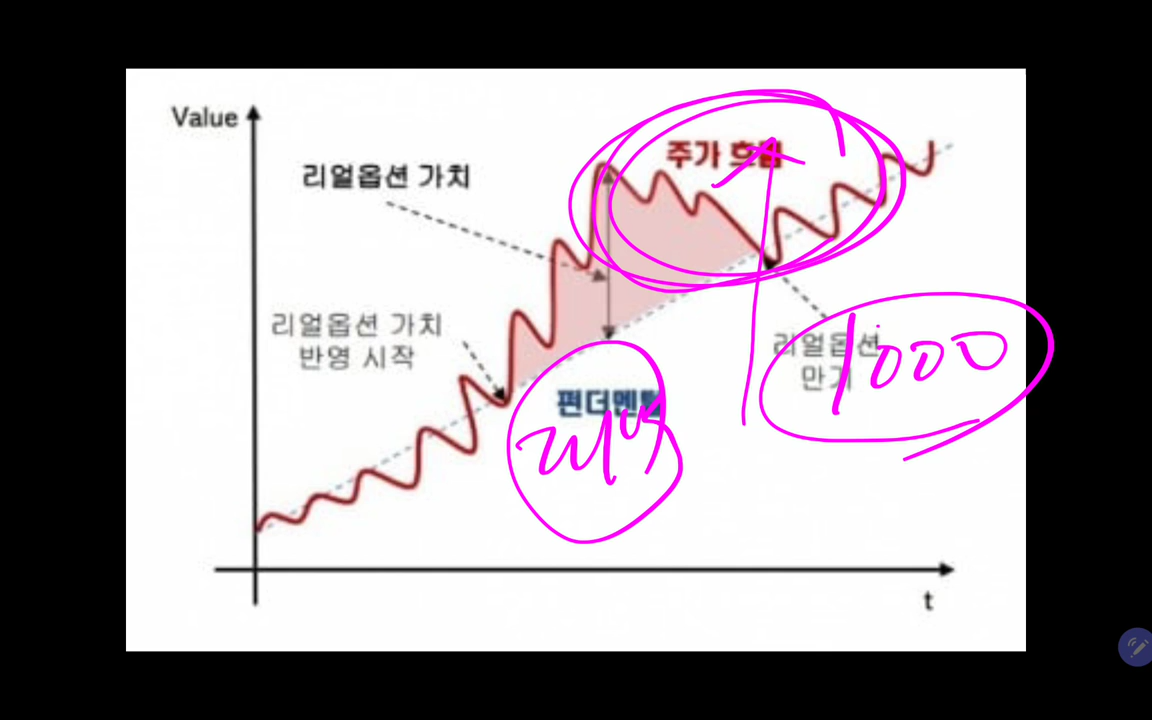 Value
주가 흐름
리얼옵션 가치
리얼옵션 가치
반영 시작
리얼옵션
만기
1000
펀더멘털
t